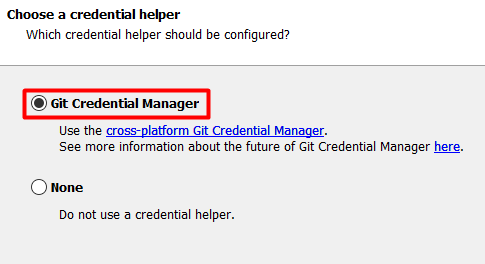 Choose a credential helper
Which credential helper should be configured?
Git Credential Manager
Use the cross-platform Git Credential Manager.
See more information about the future of Git Credential Manager here.
None
Do not use a credential helper.